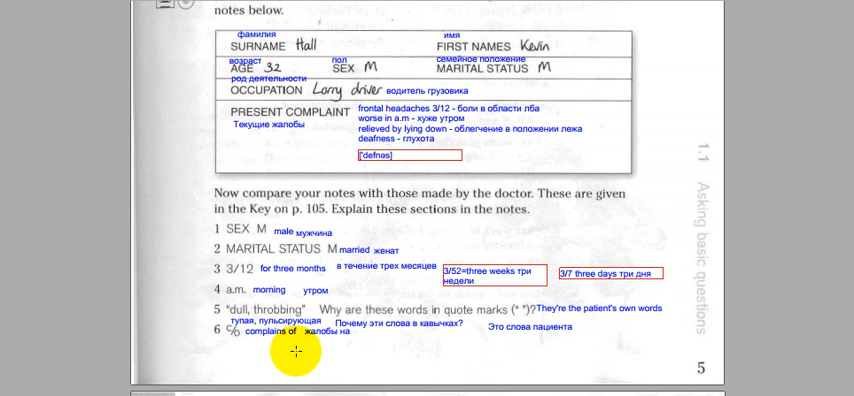 notes below.
фамилия
имя
SURNAME Hall
FIRST NAMES Kevin
возраст
пол
семейное положение
AGE 32
SEX M
MARITAL STATUS M
род деятельности
OCCUPATION Lorry driver водитель грузовика
PRESENT COMPLAINT
Текущие жалобы
frontal headaches 3/12 - боли в области лба
worse in a.m - хуже утром
relieved by lying down - облегчение в положении лежа
deafness - глухота
['defnəs]
Now compare your notes with those made by the doctor. These are given
in the Key on p. 105. Explain these sections in the notes.
1 SEX M male мужчина
2 MARITAL STATUS M married женат
3 3/12 for three months в течение трех месяцев
3/52=three weeks три
недели
3/7 three days три дня
4 a.m. morning утром
5 “dull, throbbing” Why are these words in quote marks (“ ”)? They're the patient's own words
тупая, пульсирующая Почему эти слова в кавычках? Это слова пациента
6 c/o complains of жалобы на
1.1 Asking basic questions
5